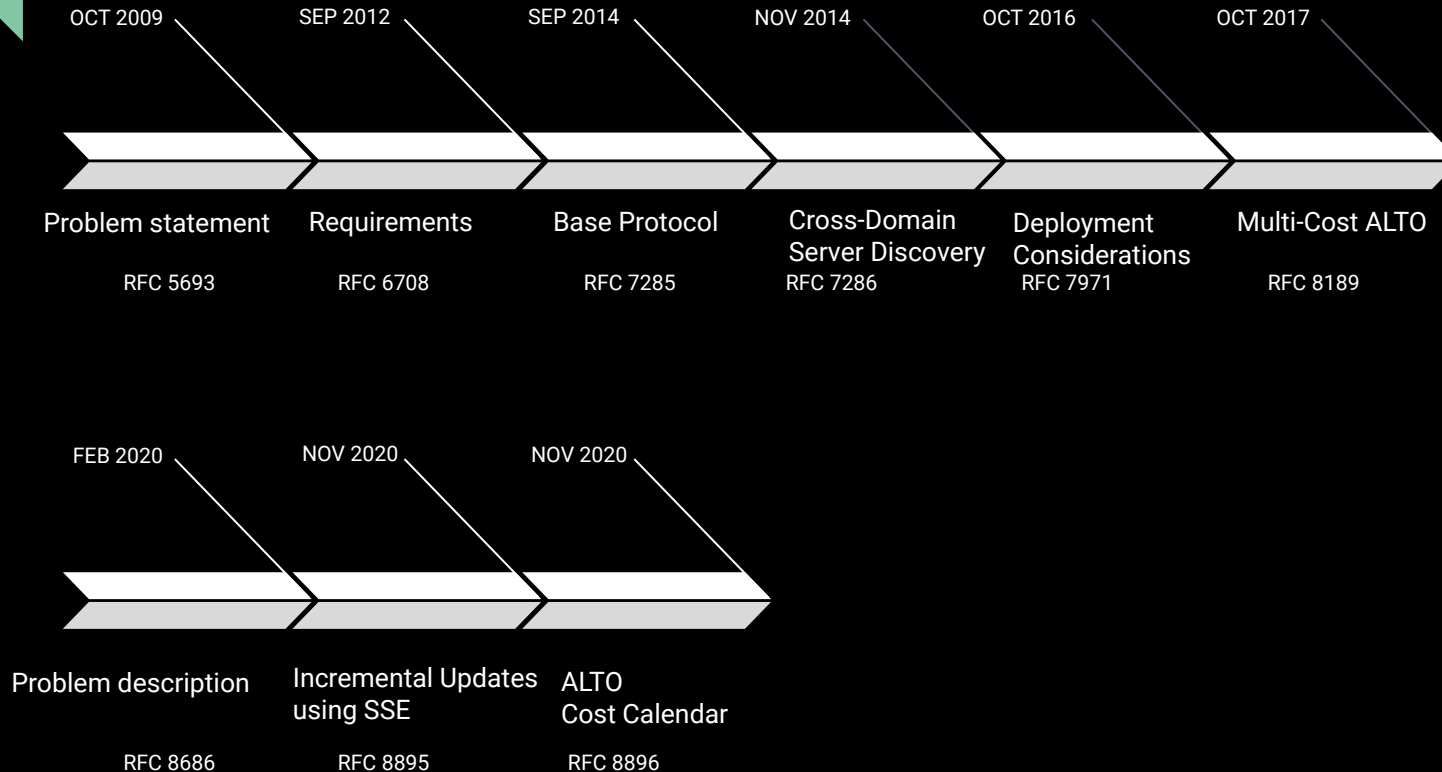 OCT 2009 SEP 2012 SEP 2014 NOV 2014 OCT 2016 OCT 2017
Problem statement
RFC 5693
Requirements
RFC 6708
Base Protocol
RFC 7285
Cross-Domain
Server Discovery
RFC 7286
Deployment
Considerations
RFC 7971
Multi-Cost ALTO
RFC 8189
FEB 2020 NOV 2020 NOV 2020
Problem description
RFC 8686
Incremental Updates
using SSE
RFC 8895
ALTO
Cost Calendar
RFC 8896